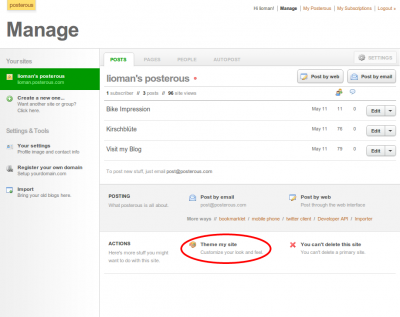 posterous
Hi lioman! | Manage | My Posterous | My Subscriptions | Logout »
Manage
Your sites
lioman's posterous
lioman.posterous.com
Create a new one...
Want another site or group?
Click here.
Settings & Tools
Your settings
Profile image and contact info
Register your own domain
Setup yourdomain.com
Import
Bring your old blogs here.
POSTS PAGES PEOPLE AUTOPOST SETTINGS
lioman's posterous
Post by web Post by email
1 subscriber // 3 posts // 96 site views
Bike Impression May 11 11 0 Edit
Kirschblüte May 11 76 0 Edit
Visit my Blog May 11 79 0 Edit
To post new stuff, just email post@posterous.com
POSTING
What posterous is all about.
Post by email
post@posterous.com
Post by web
Post through the web interface
More ways // bookmarklet / mobile phone / twitter client / Developer API / Importer
ACTIONS
Here's more stuff you might want to do with this site.
Theme my site
Customize your look and feel
You can't delete this site
You can't delete a primary site.